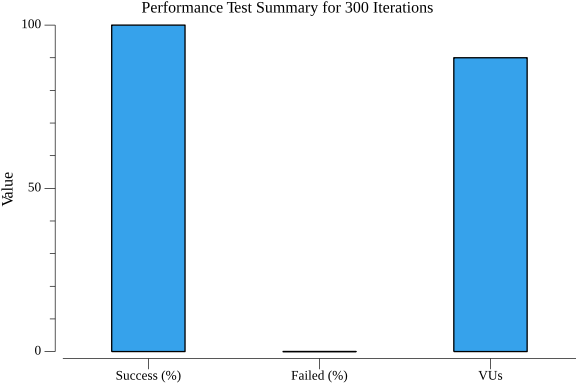 Performance Test Summary for 300 Iterations
100
50
0
Value
Success (%)
Failed (%)
VUs